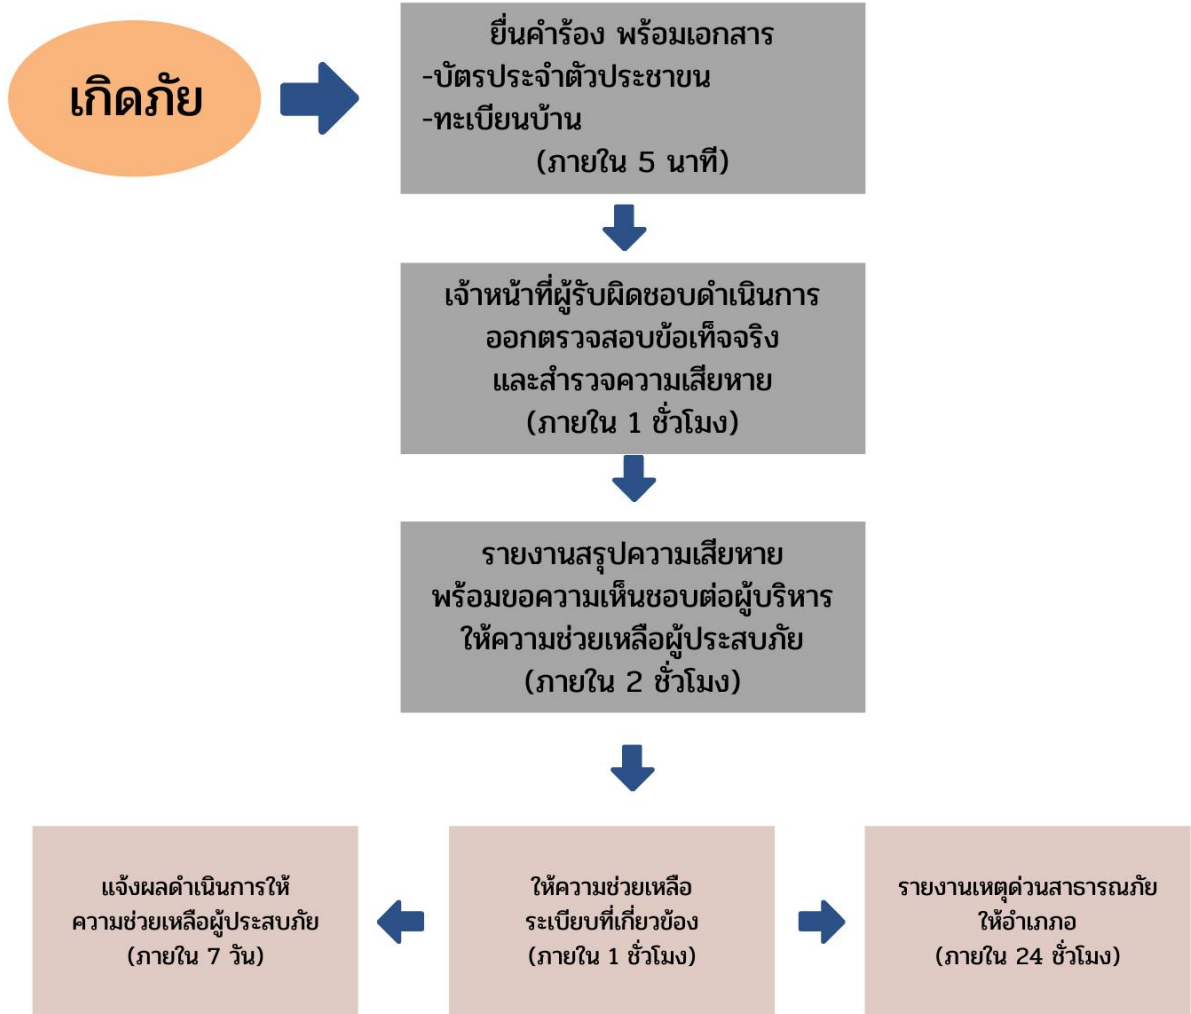 เกิดภัย
ยื่นคำร้อง พร้อมเอกสาร
-บัตรประจำตัวประชาขน
-ทะเบียนบ้าน
(ภายใน 5 นาที)
เจ้าหน้าที่ผู้รับผิดชอบดำเนินการ
ออกตรวจสอบข้อเท็จจริง
และสำรวจความเสียหาย
(ภายใน 1 ชั่วโมง)
รายงานสรุปความเสียหาย
พร้อมขอความเห็นชอบต่อผู้บริหาร
ให้ความช่วยเหลือผู้ประสบภัย
(ภายใน 2 ชั่วโมง)
แจ้งผลดำเนินการให้
ความช่วยเหลือผู้ประสบภัย
(ภายใน 7 วัน)
ให้ความช่วยเหลือ
ระเบียบที่เกี่ยวข้อง
(ภายใน 1 ชั่วโมง)
รายงานเหตุด่วนสาธารณภัย
ให้อำเภภอ
(ภายใน 24 ชั่วโมง)